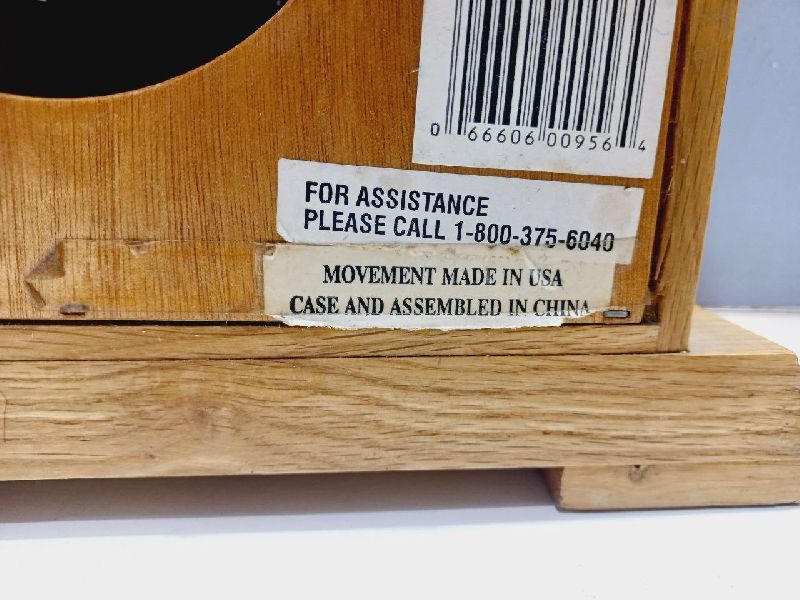 0 66606 00956 4
FOR ASSISTANCE
PLEASE CALL 1-800-375-6040
MOVEMENT MADE IN USA
CASE AND ASSEMBLED IN CHINA